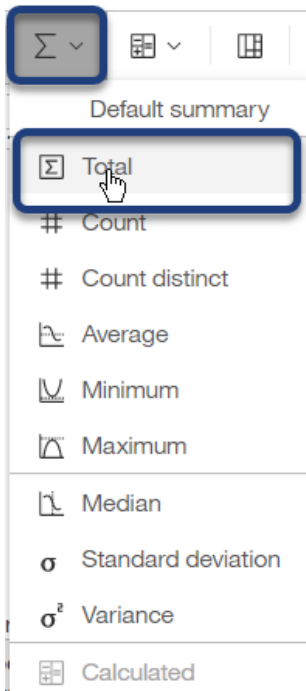 Default summary
Total
Count
Count distinct
Average
Minimum
Maximum
Median
Standard deviation
Variance
Calculated